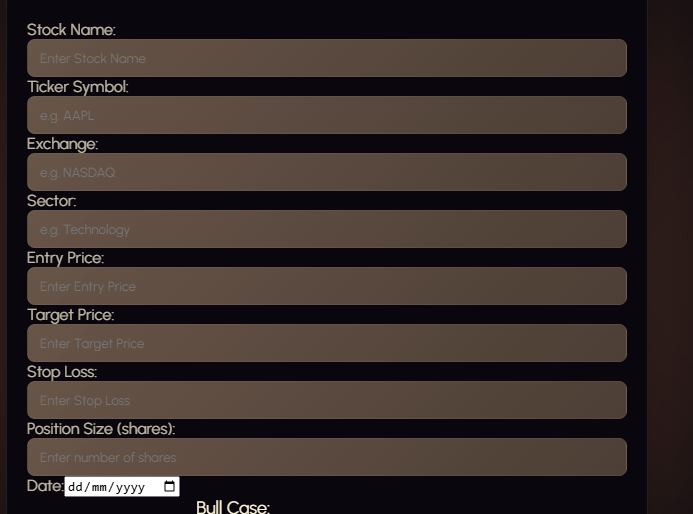 Stock Name:
Enter Stock Name
Ticker Symbol:
e.g. AAPL
Exchange:
e.g. NASDAQ
Sector:
e.g. Technology
Entry Price:
Enter Entry Price
Target Price:
Enter Target Price
Stop Loss:
Enter Stop Loss
Position Size (shares):
Enter number of shares
Date: dd/mm/yyyy
Bull Case: